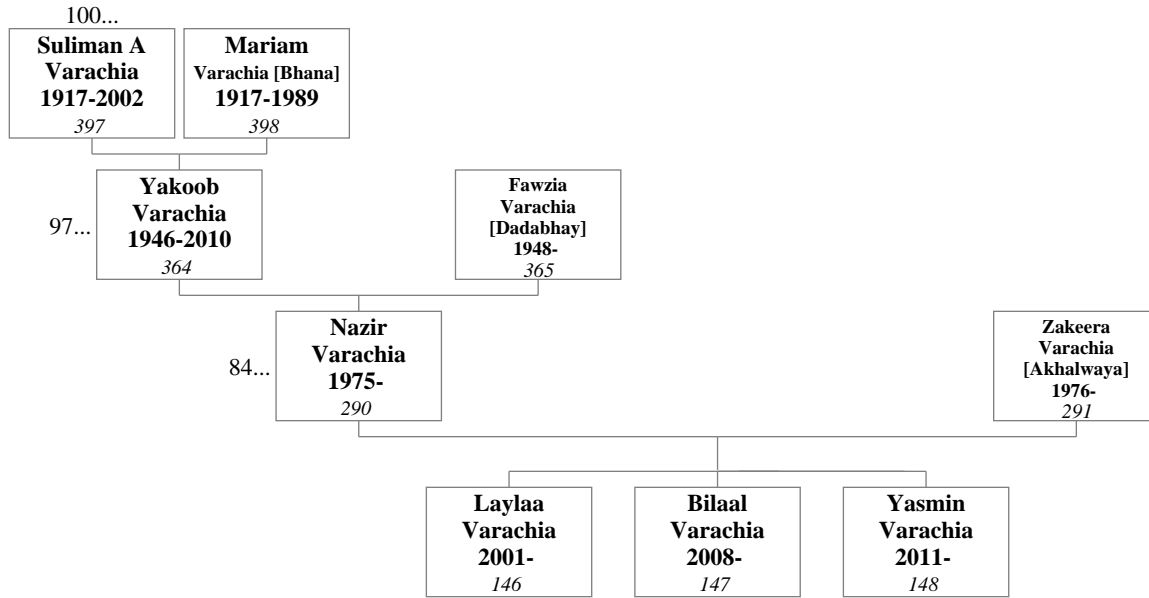 100...
Suliman A
Varachia
1917-2002
397
Mariam
Varachia [Bhana]
1917-1989
398
97...
Yakoob
Varachia
1946-2010
364
Fawzia
Varachia
[Dadabhay]
1948-
365
84...
Nazir
Varachia
1975-
290
Zakeera
Varachia
[Akhalwaya]
1976-
291
Laylaa
Varachia
2001-
146
Bilaal
Varachia
2008-
147
Yasmin
Varachia
2011-
148